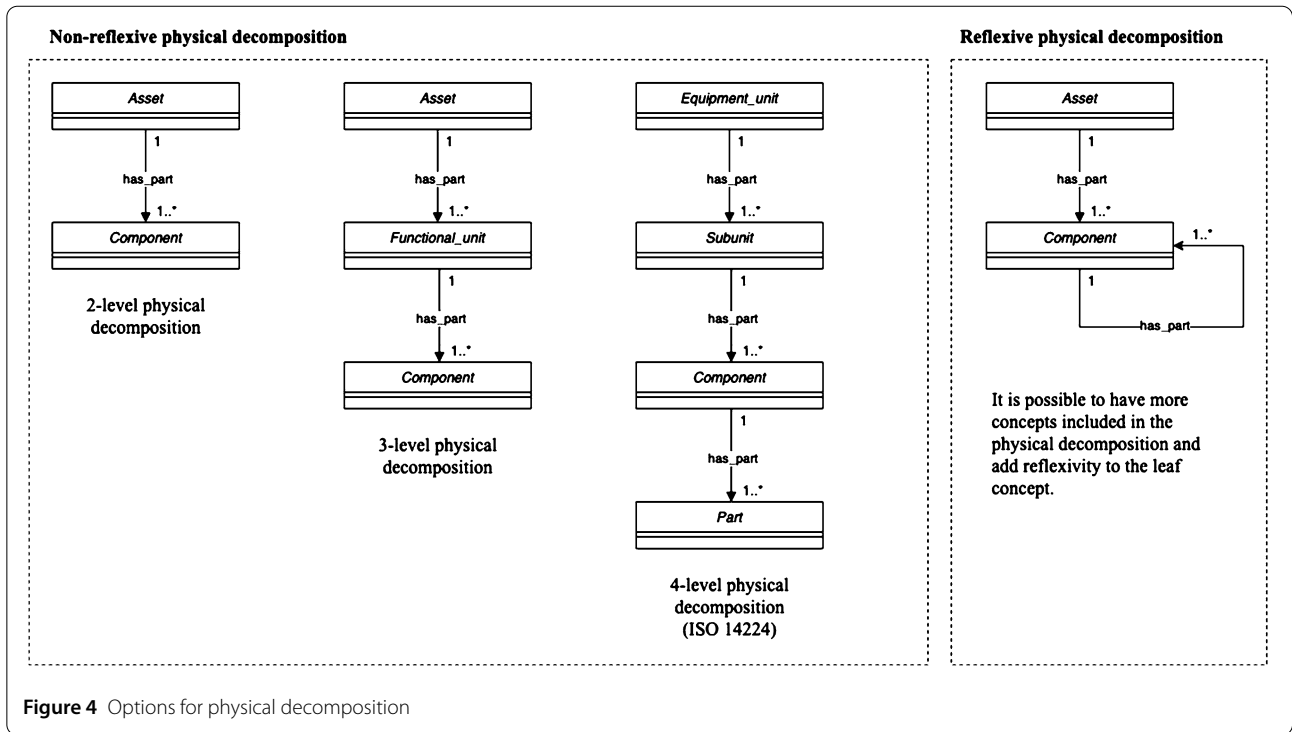 Non-reflexive physical decomposition
Asset
1
has_part
1..*
Component
2-level physical
decomposition
Asset
1
has_part
1..*
Functional_unit
1
has_part
1..*
Component
3-level physical
decomposition
Equipment_unit
1
has_part
1..*
Subunit
1
has_part
1..*
Component
1
has_part
1..*
Part
4-level physical
decomposition
(ISO 14224)
Reflexive physical decomposition
Asset
1
has_part
1..*
Component
1..*
1
has_part
It is possible to have more
concepts included in the
physical decomposition and
add reflexivity to the leaf
concept.
Figure 4 Options for physical decomposition